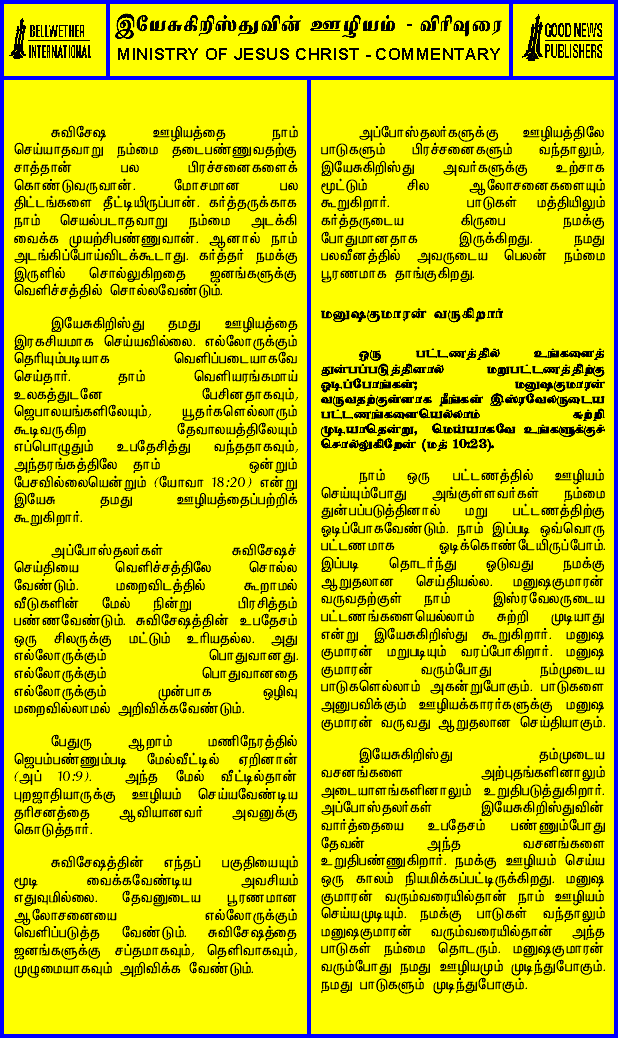 BELLWETHER
INTERNATIONAL
இயேசுகிறிஸ்துவின் ஊழியம் - விரிவுரை
MINISTRY OF JESUS CHRIST - COMMENTARY
GOOD NEWS
PUBLISHERS
சுவிசேஷ ஊழியத்தை நாம்
செய்யாதவாறு நம்மை தடைபண்ணுவதற்கு
சாத்தான் பல பிரச்சனைகளைக்
கொண்டுவருவான். மோசமான பல
திட்டங்களை தீட்டியிருப்பான். கர்த்தருக்காக
நாம் செயல்படாதவாறு நம்மை அடக்கி
வைக்க முயற்சிபண்ணுவான். ஆனால் நாம்
அடங்கிப்போய்விடக்கூடாது. கர்த்தர் நமக்கு
இருளில் சொல்லுகிறதை ஜனங்களுக்கு
வெளிச்சத்தில் சொல்லவேண்டும்.
இயேசுகிறிஸ்து தமது ஊழியத்தை
இரகசியமாக செய்யவில்லை. எல்லோருக்கும்
தெரியும்படியாக வெளிப்படையாகவே
செய்தார். தாம் வெளியரங்கமாய்
உலகத்துடனே பேசினதாகவும்,
ஜெபாலயங்களிலேயும், யூதர்களெல்லாரும்
கூடிவருகிற தேவாலயத்திலேயும்
எப்பொழுதும் உபதேசித்து வந்ததாகவும்,
அந்தரங்கத்திலே தாம் ஒன்றும்
பேசவில்லையென்றும் (யோவா 18:20) என்று
இயேசு தமது ஊழியத்தைப்பற்றிக்
கூறுகிறார்.
அப்போஸ்தலர்கள் சுவிசேஷச்
செய்தியை வெளிச்சத்திலே சொல்ல
வேண்டும். மறைவிடத்தில் கூறாமல்
வீடுகளின் மேல் நின்று பிரசித்தம்
பண்ணவேண்டும். சுவிசேஷத்தின் உபதேசம்
ஒரு சிலருக்கு மட்டும் உரியதல்ல. அது
எல்லோருக்கும் பொதுவானது.
எல்லோருக்கும் பொதுவானதை
எல்லோருக்கும் முன்பாக ஒழிவு
மறைவில்லாமல் அறிவிக்கவேண்டும்.
பேதுரு ஆறாம் மணிநேரத்தில்
ஜெபம்பண்ணும்படி மேல்வீட்டில் ஏறினான்
(அப் 10:9). அந்த மேல் வீட்டில்தான்
புறஜாதியாருக்கு ஊழியம் செய்யவேண்டிய
தரிசனத்தை ஆவியானவர் அவனுக்கு
கொடுத்தார்.
சுவிசேஷத்தின் எந்தப் பகுதியையும்
மூடி வைக்கவேண்டிய அவசியம்
எதுவுமில்லை. தேவனுடைய பூரணமான
ஆலோசனையை எல்லோருக்கும்
வெளிப்படுத்த வேண்டும். சுவிசேஷத்தை
ஜனங்களுக்கு சப்தமாகவும், தெளிவாகவும்,
முழுமையாகவும் அறிவிக்க வேண்டும்.
அப்போஸ்தலர்களுக்கு ஊழியத்திலே
பாடுகளும் பிரச்சனைகளும் வந்தாலும்,
இயேசுகிறிஸ்து அவர்களுக்கு உற்சாக
மூட்டும் சில ஆலோசனைகளையும்
கூறுகிறார். பாடுகள் மத்தியிலும்
கர்த்தருடைய கிருபை நமக்கு
போதுமானதாக இருக்கிறது. நமது
பலவீனத்தில் அவருடைய பெலன் நம்மை
பூரணமாக தாங்குகிறது.
மனுஷகுமாரன் வருகிறார்
ஒரு பட்டணத்தில் உங்களைத்
துன்பப்படுத்தினால் மறுபட்டணத்திற்கு
ஓடிப்போங்கள்; மனுஷகுமாரன்
வருவதற்குள்ளாக நீங்கள் இஸ்ரவேலருடைய
பட்டணங்களையெல்லாம் சுற்றி
முடியாதென்று, மெய்யாகவே உங்களுக்குச்
சொல்லுகிறேன் (மத் 10:23).
நாம் ஒரு பட்டணத்தில் ஊழியம்
செய்யும்போது அங்குள்ளவர்கள் நம்மை
துன்பப்படுத்தினால் மறு பட்டணத்திற்கு
ஓடிப்போகவேண்டும். நாம் இப்படி ஒவ்வொரு
பட்டணமாக ஓடிக்கொண்டேயிருப்போம்.
இப்படி தொடர்ந்து ஓடுவது நமக்கு
ஆறுதலான செய்தியல்ல. மனுஷகுமாரன்
வருவதற்குள் நாம் இஸ்ரவேலருடைய
பட்டணங்களையெல்லாம் சுற்றி முடியாது
என்று இயேசுகிறிஸ்து கூறுகிறார். மனுஷ
குமாரன் மறுபடியும் வரப்போகிறார். மனுஷ
குமாரன் வரும்போது நம்முடைய
பாடுகளெல்லாம் அகன்றுபோகும். பாடுகளை
அனுபவிக்கும் ஊழியக்காரர்களுக்கு மனுஷ
குமாரன் வருவது ஆறுதலான செய்தியாகும்.
இயேசுகிறிஸ்து தம்முடைய
வசனங்களை அற்புதங்களினாலும்
அடையாளங்களினாலும் உறுதிபடுத்துகிறார்.
அப்போஸ்தலர்கள் இயேசுகிறிஸ்துவின்
வார்த்தையை உபதேசம் பண்ணும்போது
தேவன் அந்த வசனங்களை
உறுதிபண்ணுகிறார். நமக்கு ஊழியம் செய்ய
ஒரு காலம் நியமிக்கப்பட்டிருக்கிறது. மனுஷ
குமாரன் வரும்வரையில்தான் நாம் ஊழியம்
செய்யமுடியும். நமக்கு பாடுகள் வந்தாலும்
மனுஷகுமாரன் வரும்வரையில்தான் அந்த
பாடுகள் நம்மை தொடரும். மனுஷகுமாரன்
வரும்போது நமது ஊழியமும் முடிந்துபோகும்.
நமது பாடுகளும் முடிந்துபோகும்.